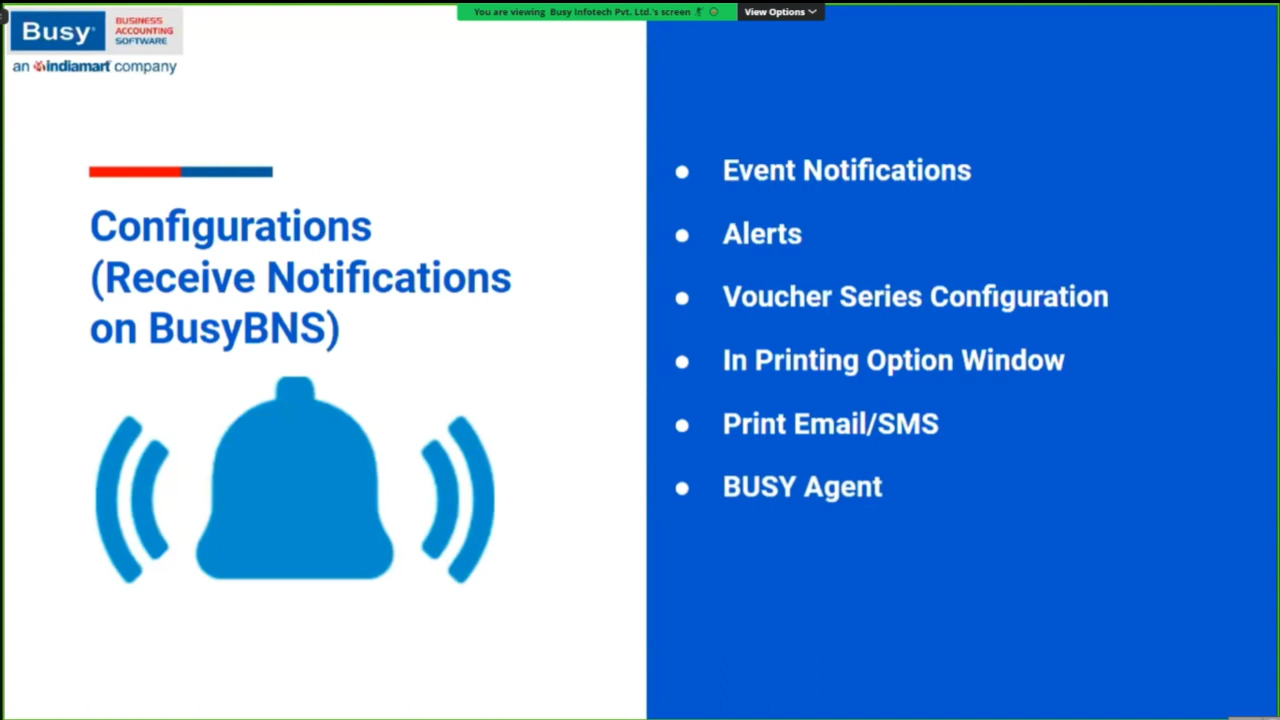 You are viewing Busy Infotech Pvt. Ltd.'s screen
View Options
Busy
BUSINESS
ACCOUNTING
SOFTWARE
an indiamart company
Configurations
(Receive Notifications
on BusyBNS)
● Event Notifications
● Alerts
● Voucher Series Configuration
● In Printing Option Window
● Print Email/SMS
● BUSY Agent